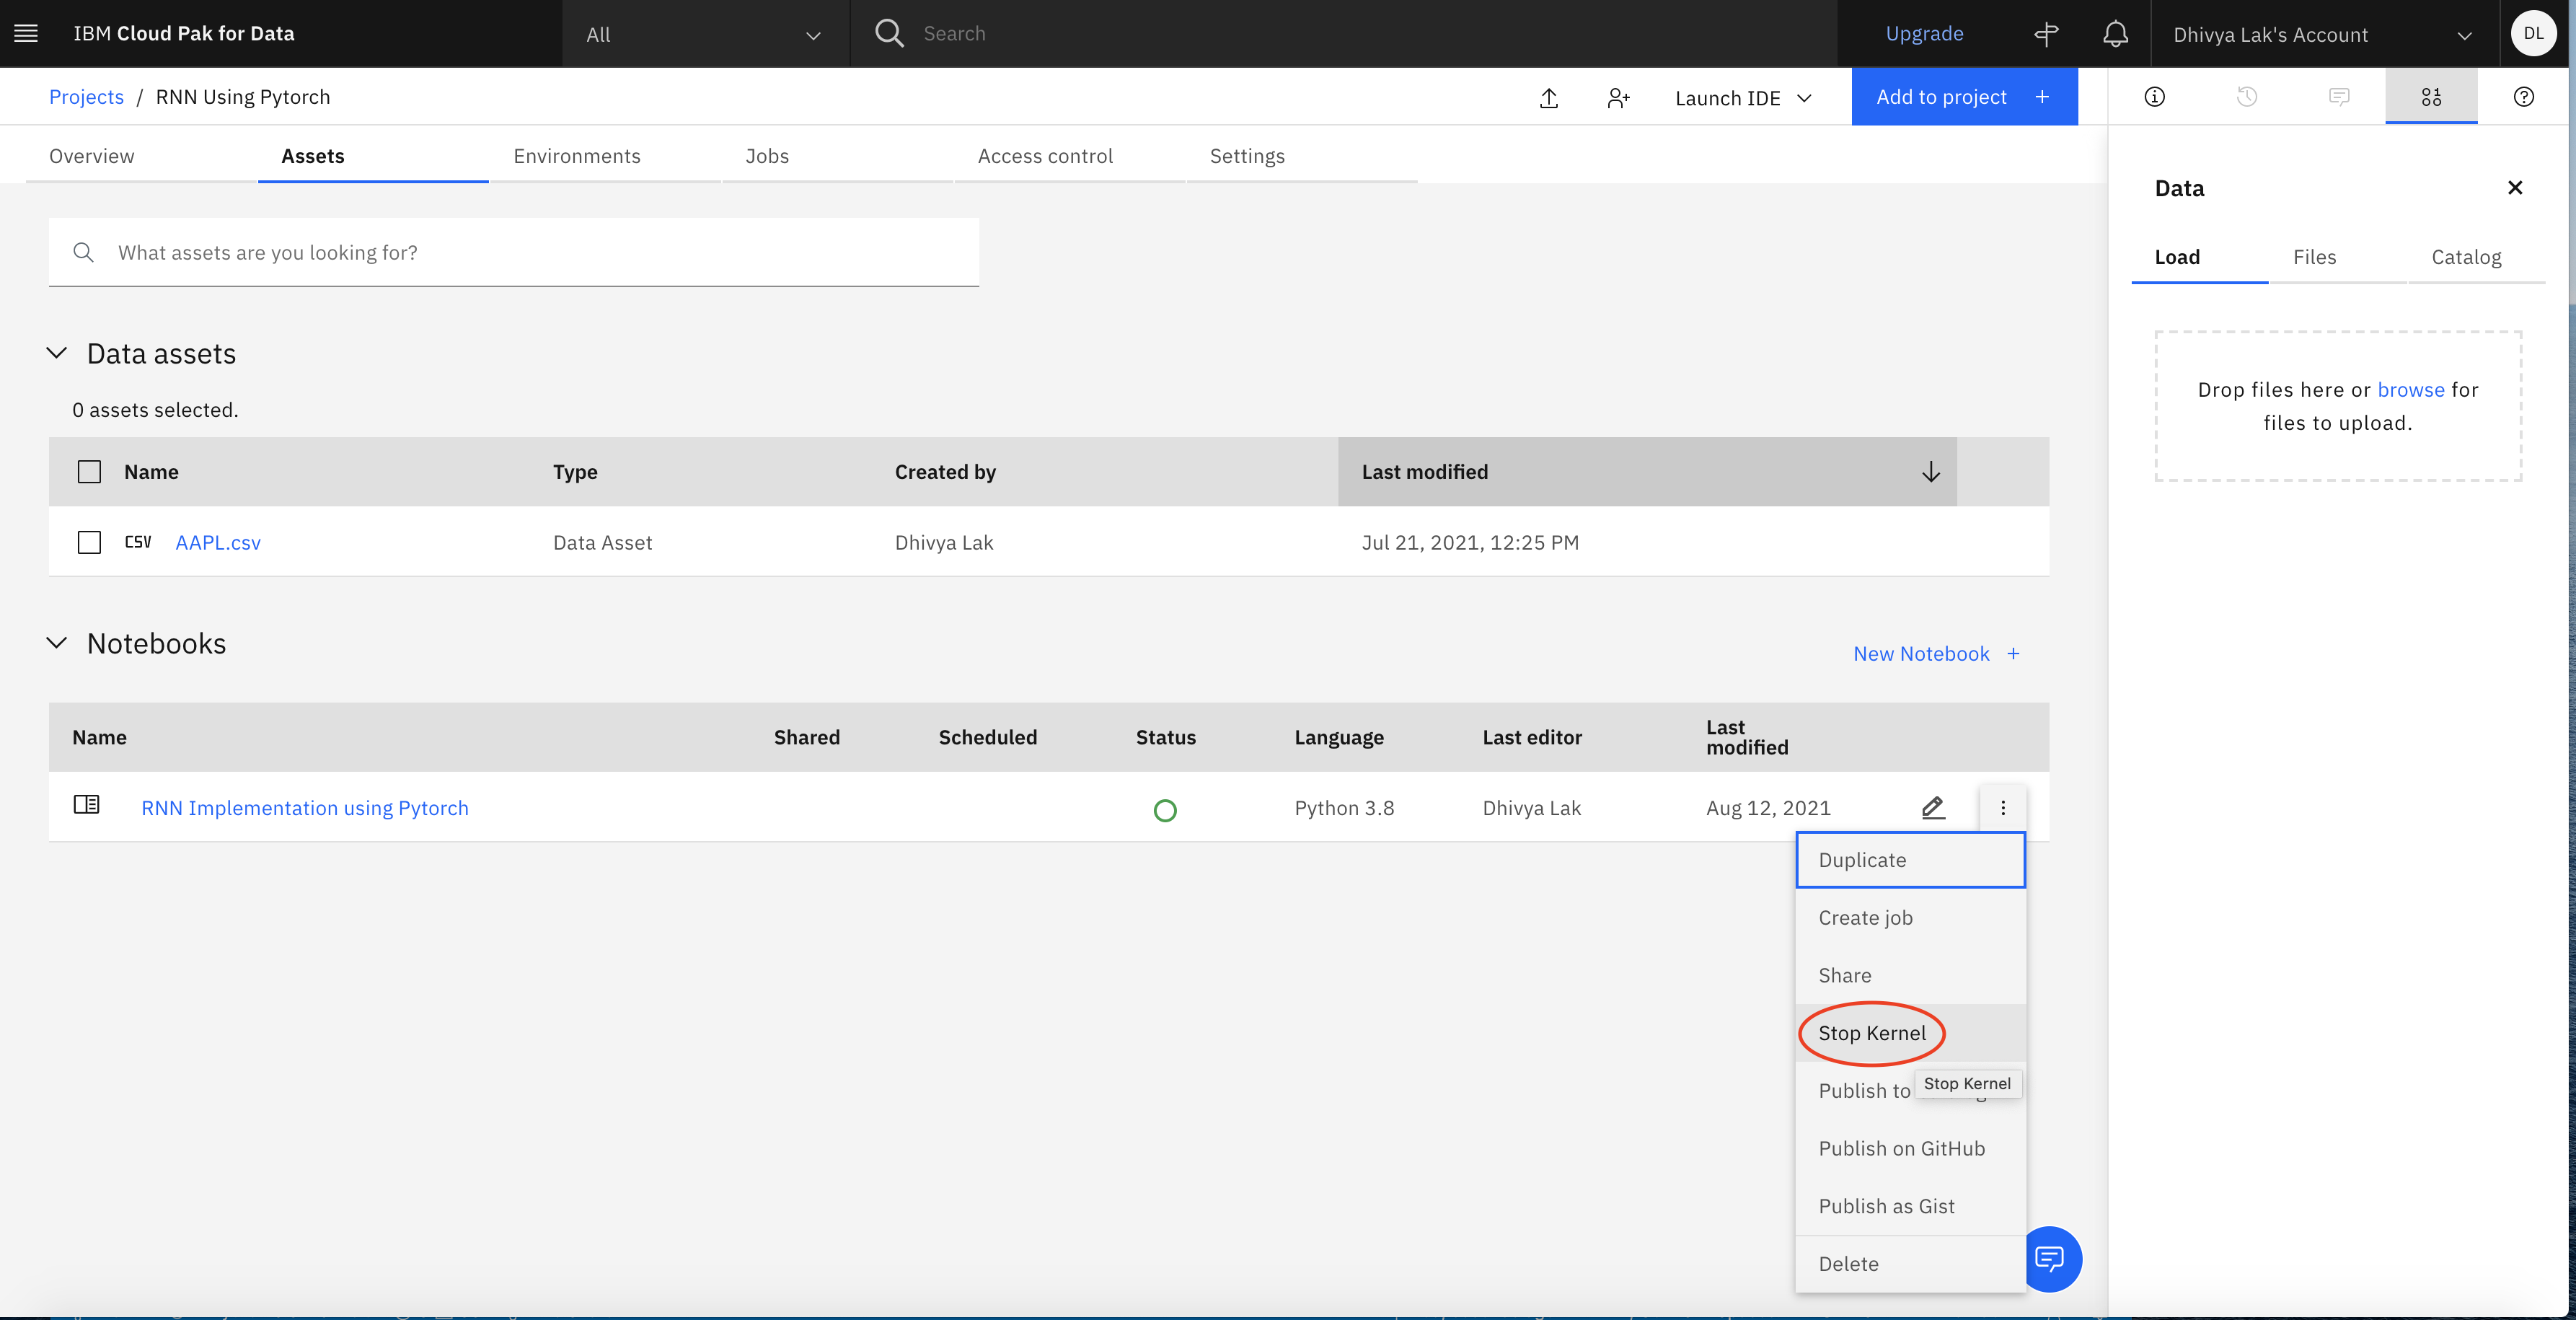 IBM Cloud Pak for Data
All
Search
Upgrade
Dhivya Lak's Account
DL
Projects / RNN Using Pytorch
Launch IDE
Add to project +
Overview
Assets
Environments
Jobs
Access control
Settings
What assets are you looking for?
Data assets
0 assets selected.
Name Type Created by Last modified
CSV AAPL.csv Data Asset Dhivya Lak Jul 21, 2021, 12:25 PM
Notebooks
New Notebook +
Name Shared Scheduled Status Language Last editor Last modified
RNN Implementation using Pytorch Python 3.8 Dhivya Lak Aug 12, 2021
Duplicate
Create job
Share
Stop Kernel
Stop Kernel
Publish to
Publish on GitHub
Publish as Gist
Delete
Data
Load
Files
Catalog
Drop files here or browse for
files to upload.